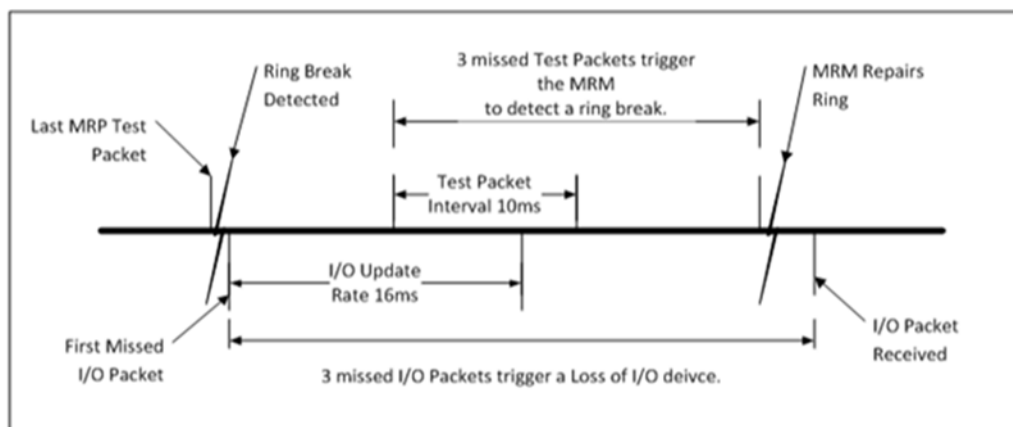 3 missed Test Packets trigger
the MRM
to detect a ring break.
Ring Break
Detected
MRM Repairs
Ring
Last MRP Test
Packet
Test Packet
Interval 10ms
I/O Update
Rate 16ms
First Missed
I/O Packet
I/O Packet
Received
3 missed I/O Packets trigger a Loss of I/O deivce.